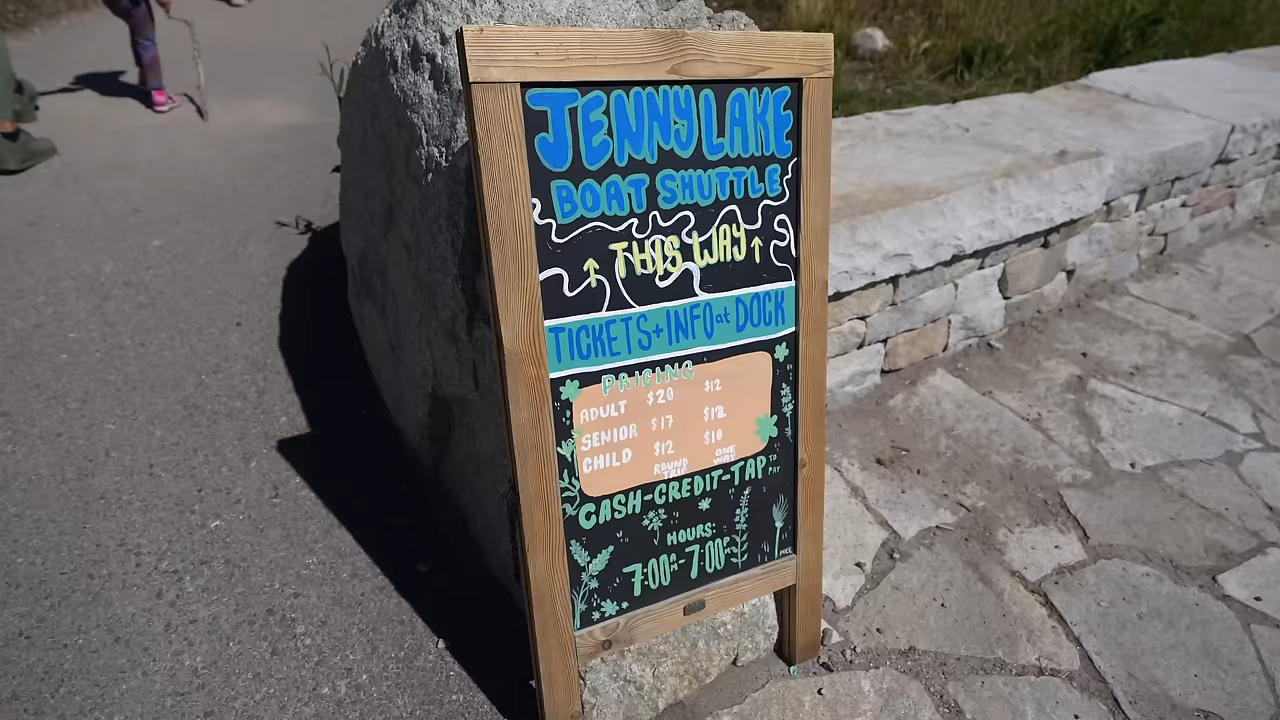 JENNY LAKE
BOAT SHUTTLE
↑ THIS WAY ↑
TICKETS + INFO at DOCK
PRICING
ADULT $20 $12
SENIOR $17 $12
CHILD $12 $10
ROUND TRIP ONE WAY
CASH-CREDIT-TAP TO PAY
HOURS:
7:00A-7:00P